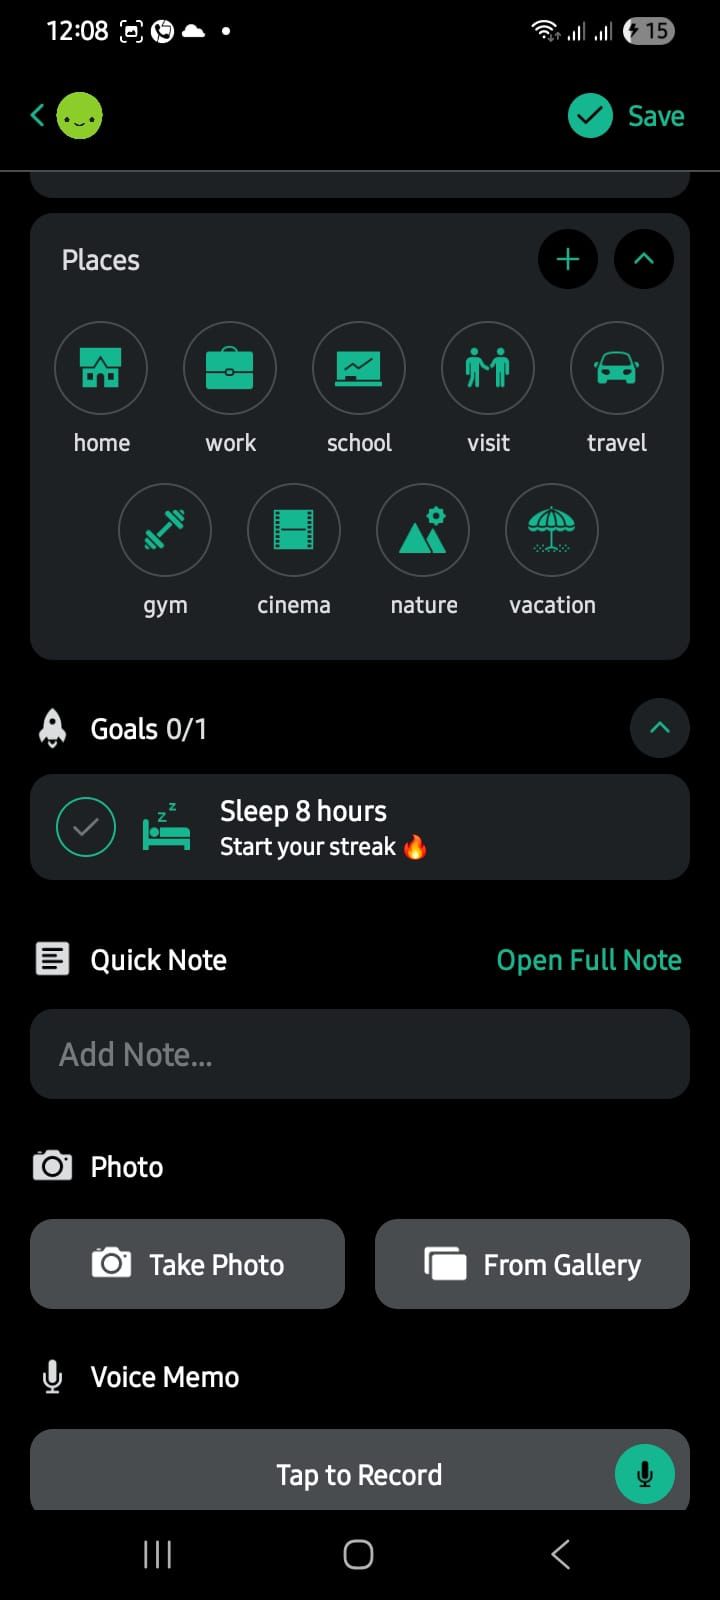 12:08
15
Save
Places
home work school visit travel
gym cinema nature vacation
Goals 0/1
z z
Sleep 8 hours
Start your streak 🔥
Quick Note
Open Full Note
Add Note...
Photo
Take Photo
From Gallery
Voice Memo
Tap to Record